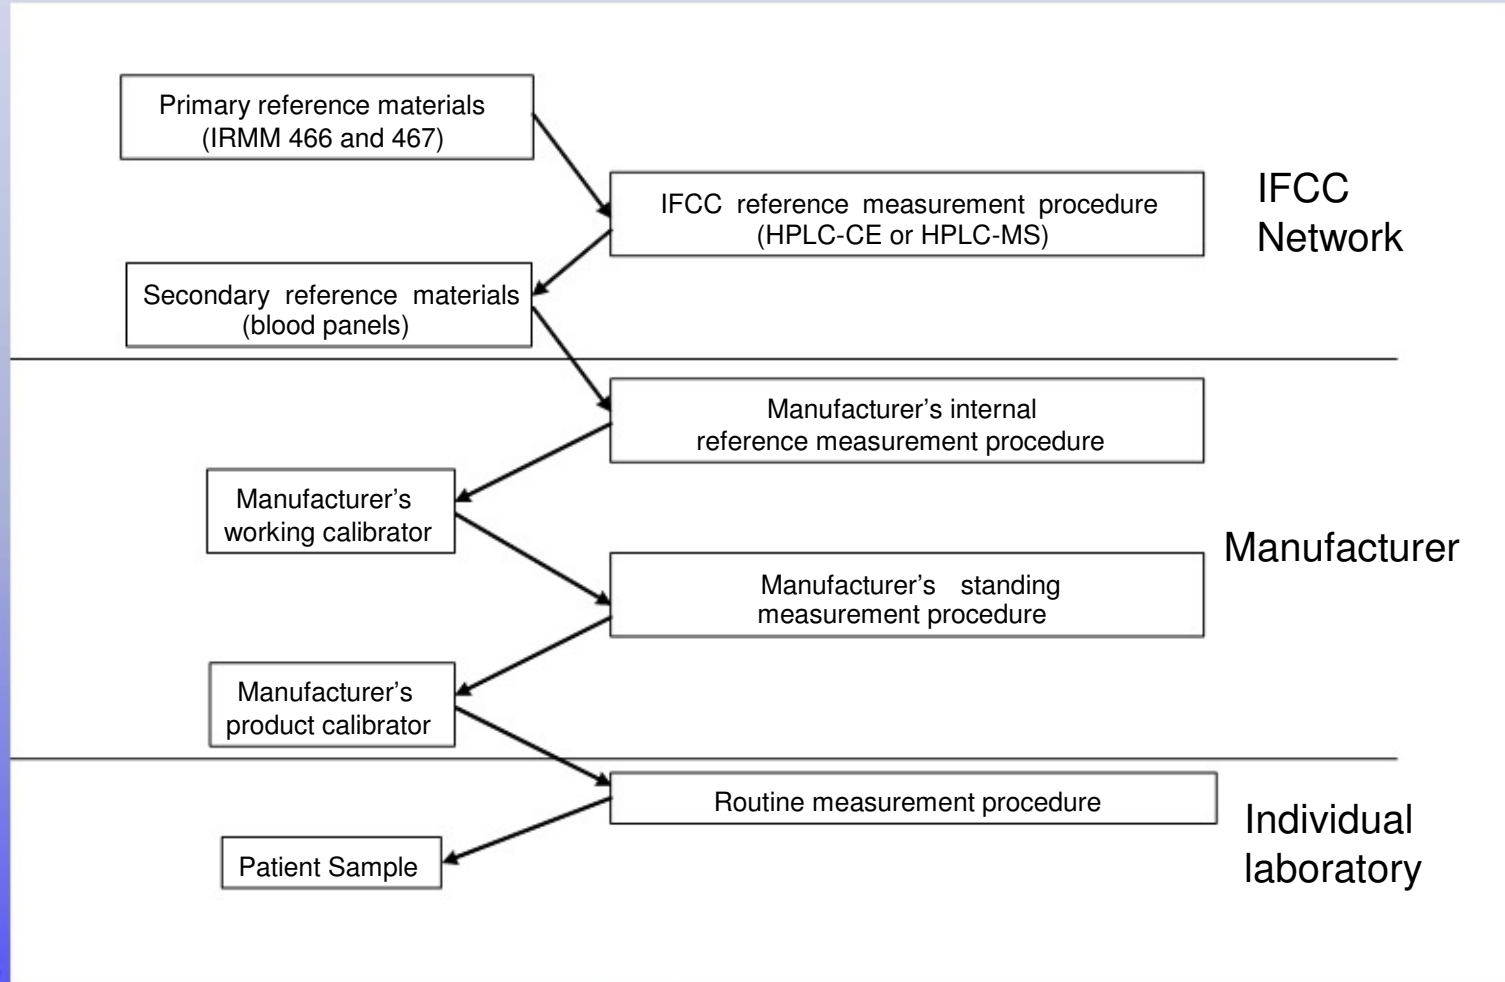 Primary reference materials
(IRMM 466 and 467)
IFCC reference measurement procedure
(HPLC-CE or HPLC-MS)
IFCC
Network
Secondary reference materials
(blood panels)
Manufacturer’s internal
reference measurement procedure
Manufacturer’s
working calibrator
Manufacturer
Manufacturer’s standing
measurement procedure
Manufacturer’s
product calibrator
Routine measurement procedure
Individual
laboratory
Patient Sample